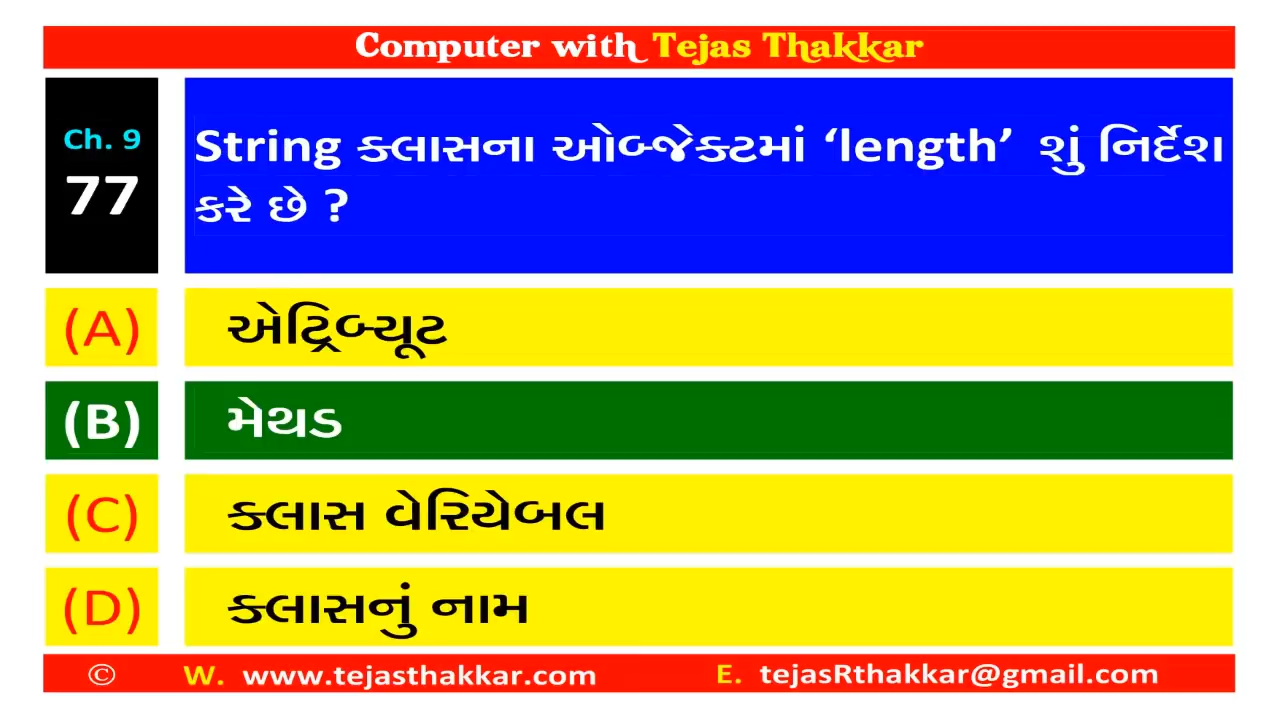 Computer with Tejas Thakkar
Ch. 9
77
String ક્લાસના ઓબ્જેક્ટમાં ‘length’ શું નિર્દેશ
કરે છે ?
(A) એટ્રિબ્યૂટ
(B) મેથડ
(C) ક્લાસ વેરિયેબલ
(D) ક્લાસનું નામ
© W. www.tejasthakkar.com E. tejasRthakkar@gmail.com